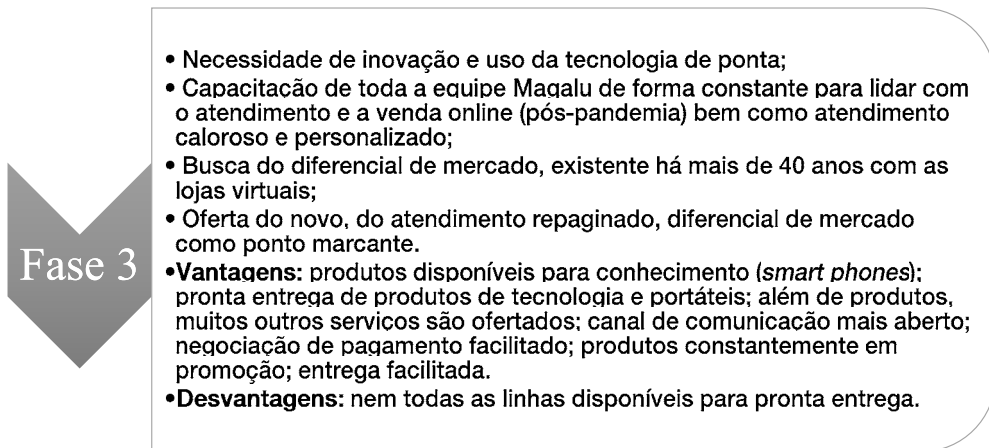 Fase 3
• Necessidade de inovação e uso da tecnologia de ponta;
• Capacitação de toda a equipe Magalu de forma constante para lidar com
o atendimento e a venda online (pós-pandemia) bem como atendimento
caloroso e personalizado;
• Busca do diferencial de mercado, existente há mais de 40 anos com as
lojas virtuais;
• Oferta do novo, do atendimento repaginado, diferencial de mercado
como ponto marcante.
•Vantagens: produtos disponíveis para conhecimento (smart phones);
pronta entrega de produtos de tecnologia e portáteis; além de produtos,
muitos outros serviços são ofertados; canal de comunicação mais aberto;
negociação de pagamento facilitado; produtos constantemente em
promoção; entrega facilitada.
•Desvantagens: nem todas as linhas disponíveis para pronta entrega.